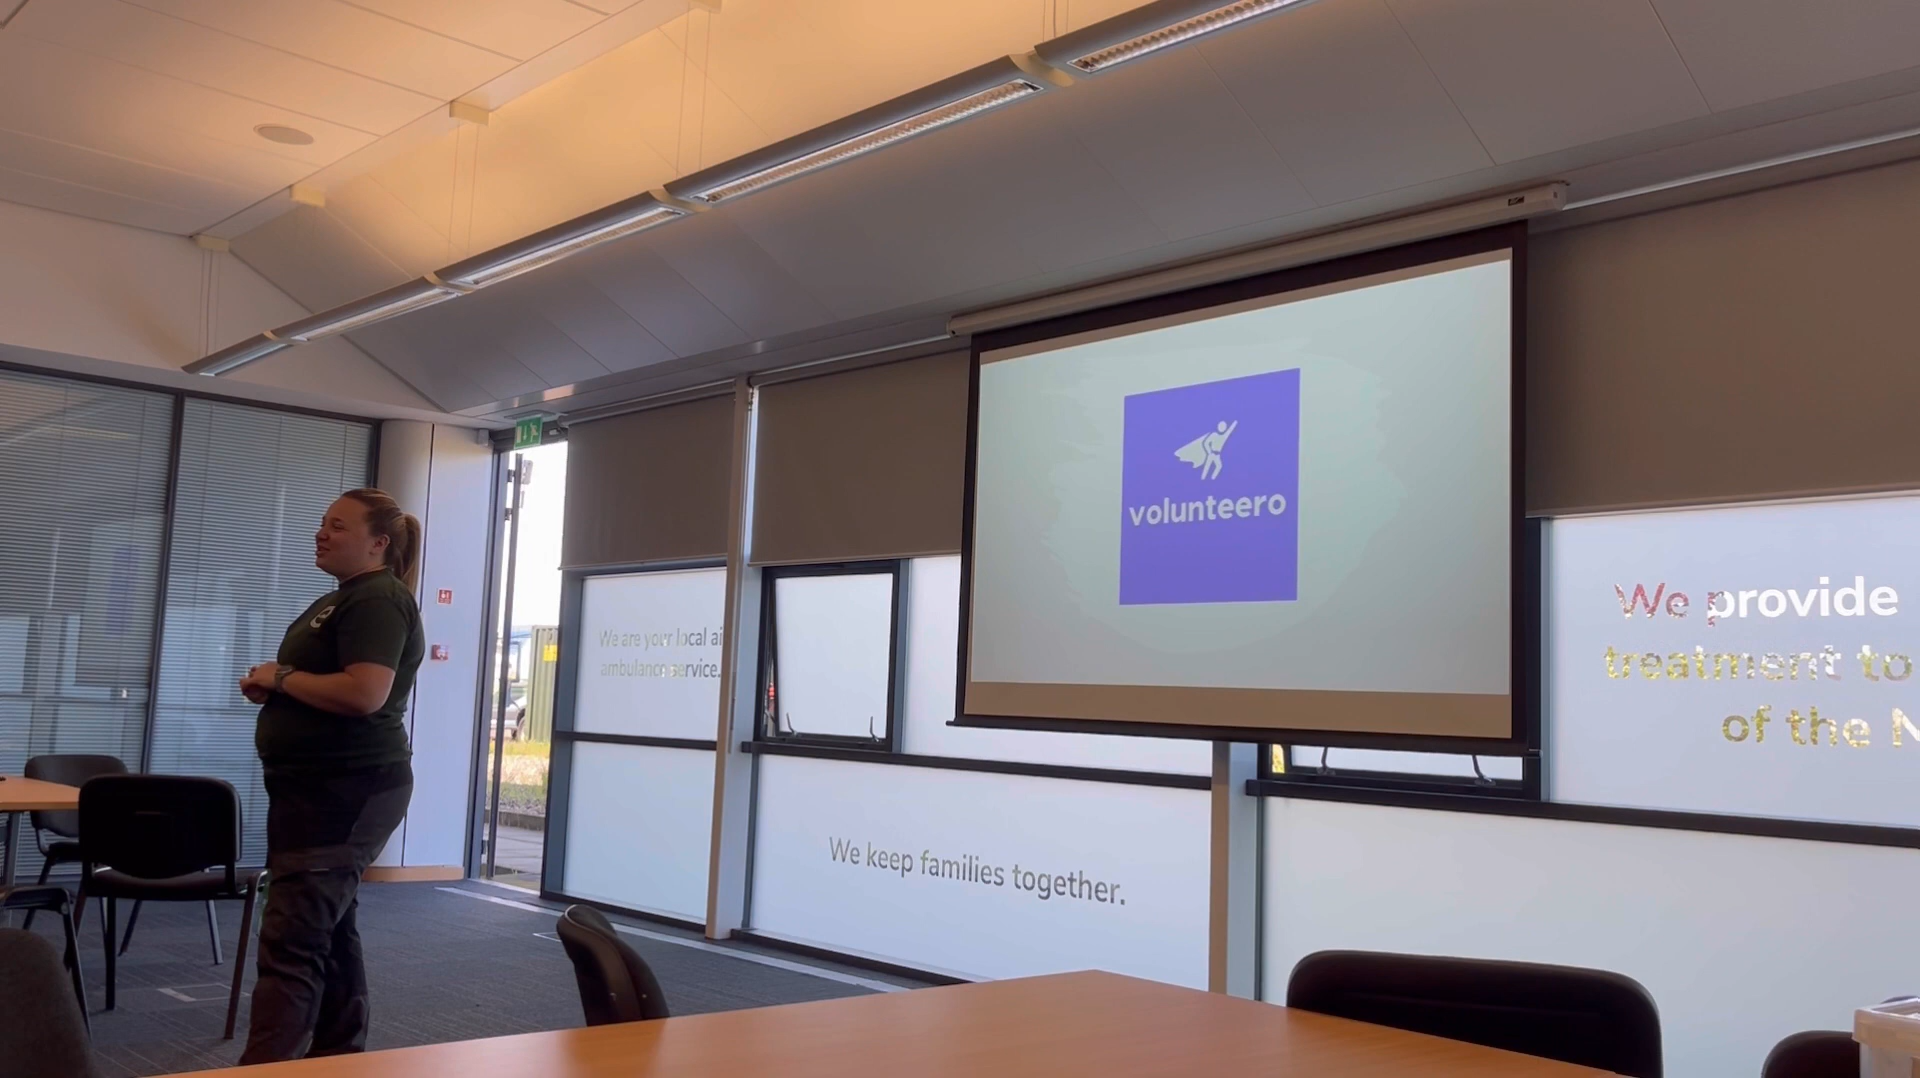 We are your local ai
ambulance service.
We keep families together.
volunteero
We provide
treatment to
of the N